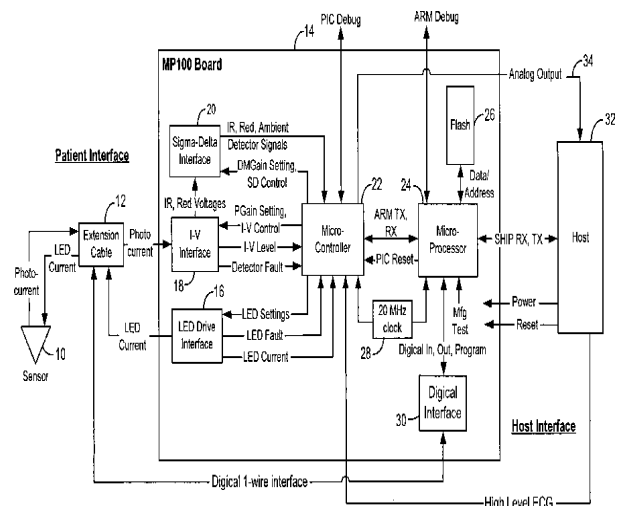 PIC Debug
ARM Debug
14
MP100 Board
Analog Output
34
20
IR, Red, Ambient
Flash
26
32
Sigma-Delta
Interface
Detector Signals
Patient Interface
DMGain Setting,
SD Control
22
24
Data/
Address
12
IR, Red Voltages
PGain Setting,
I-V Control
ARM TX,
RX
Extension
Cable
Photo
current
I-V
Interface
I-V Level
Micro-
Controller
Micro-
Processor
SHIP RX, TX
Host
LED
Current
Photo-
current
Detector Fault
PIC Reset
18
16
LED Settings
20 MHz
clock
Mfg
Test
Power
LED
Current
LED Drive
Interface
LED Fault
28
Reset
10
LED Current
Digical In, Out, Program
Sensor
Digical
Interface
30
Host Interface
Digical 1-wire interface
High Level ECG